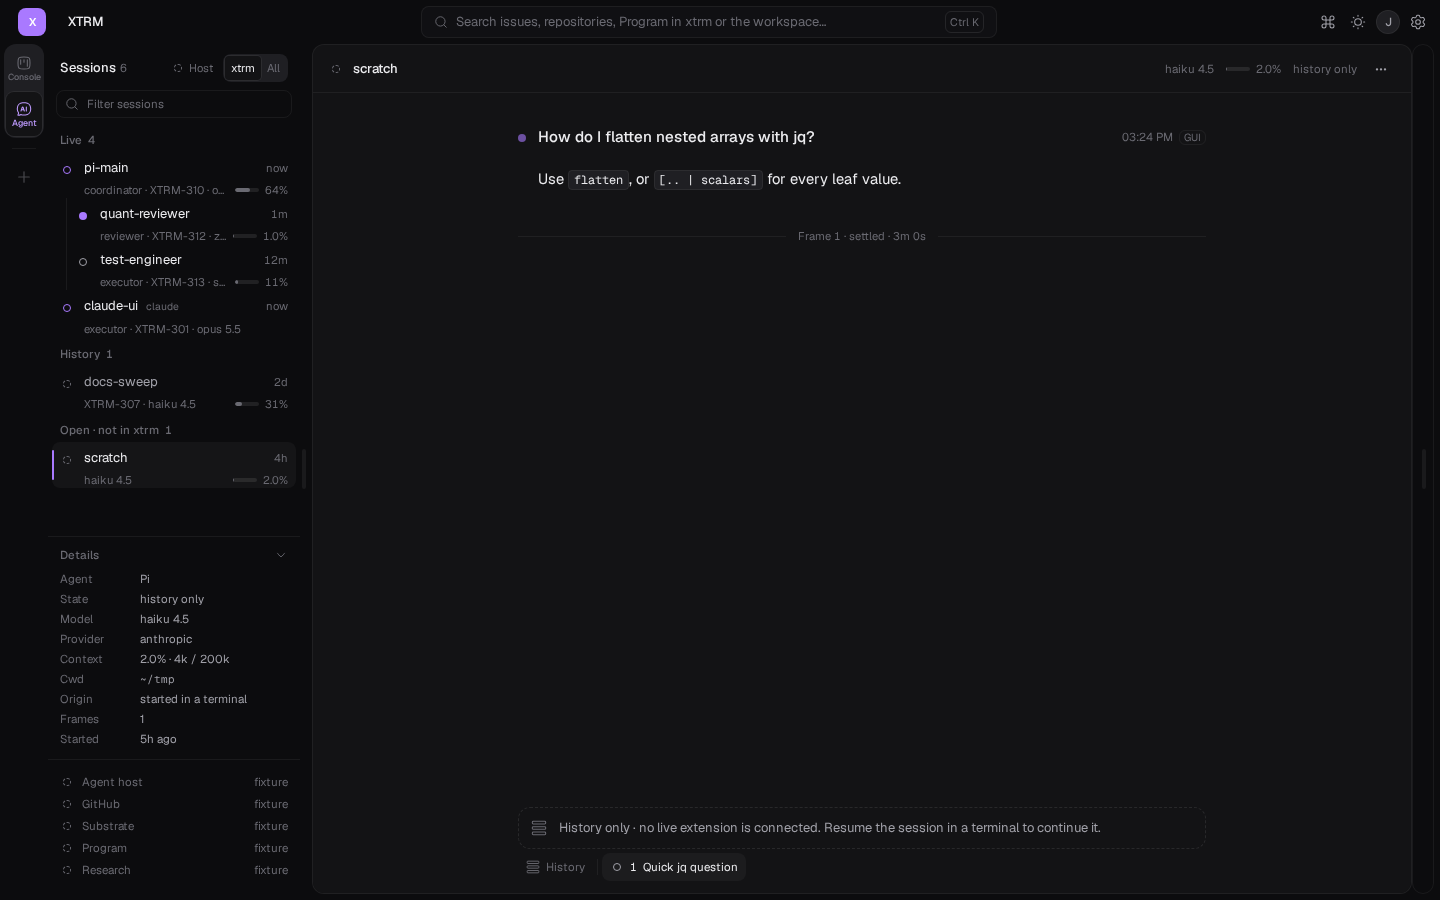 X XTRM
Search issues, repositories, Program in xtrm or the workspace... Ctrl K
J
Console
AI
Agent
Sessions 6 Host xtrm All
Filter sessions
Live 4
pi-main now
coordinator · XTRM-310 · o... 64%
quant-reviewer 1m
reviewer · XTRM-312 · z... 1.0%
test-engineer 12m
executor · XTRM-313 · s... 11%
claude-ui claude now
executor · XTRM-301 · opus 5.5
History 1
docs-sweep 2d
XTRM-307 · haiku 4.5 31%
Open · not in xtrm 1
scratch 4h
haiku 4.5 2.0%
Details
Agent Pi
State history only
Model haiku 4.5
Provider anthropic
Context 2.0% · 4k / 200k
Cwd ~/tmp
Origin started in a terminal
Frames 1
Started 5h ago
Agent host fixture
GitHub fixture
Substrate fixture
Program fixture
Research fixture
scratch haiku 4.5 2.0% history only ...
How do I flatten nested arrays with jq? 03:24 PM GUI
Use flatten, or [.. | scalars] for every leaf value.
Frame 1 · settled · 3m 0s
History only · no live extension is connected. Resume the session in a terminal to continue it.
History 1 Quick jq question